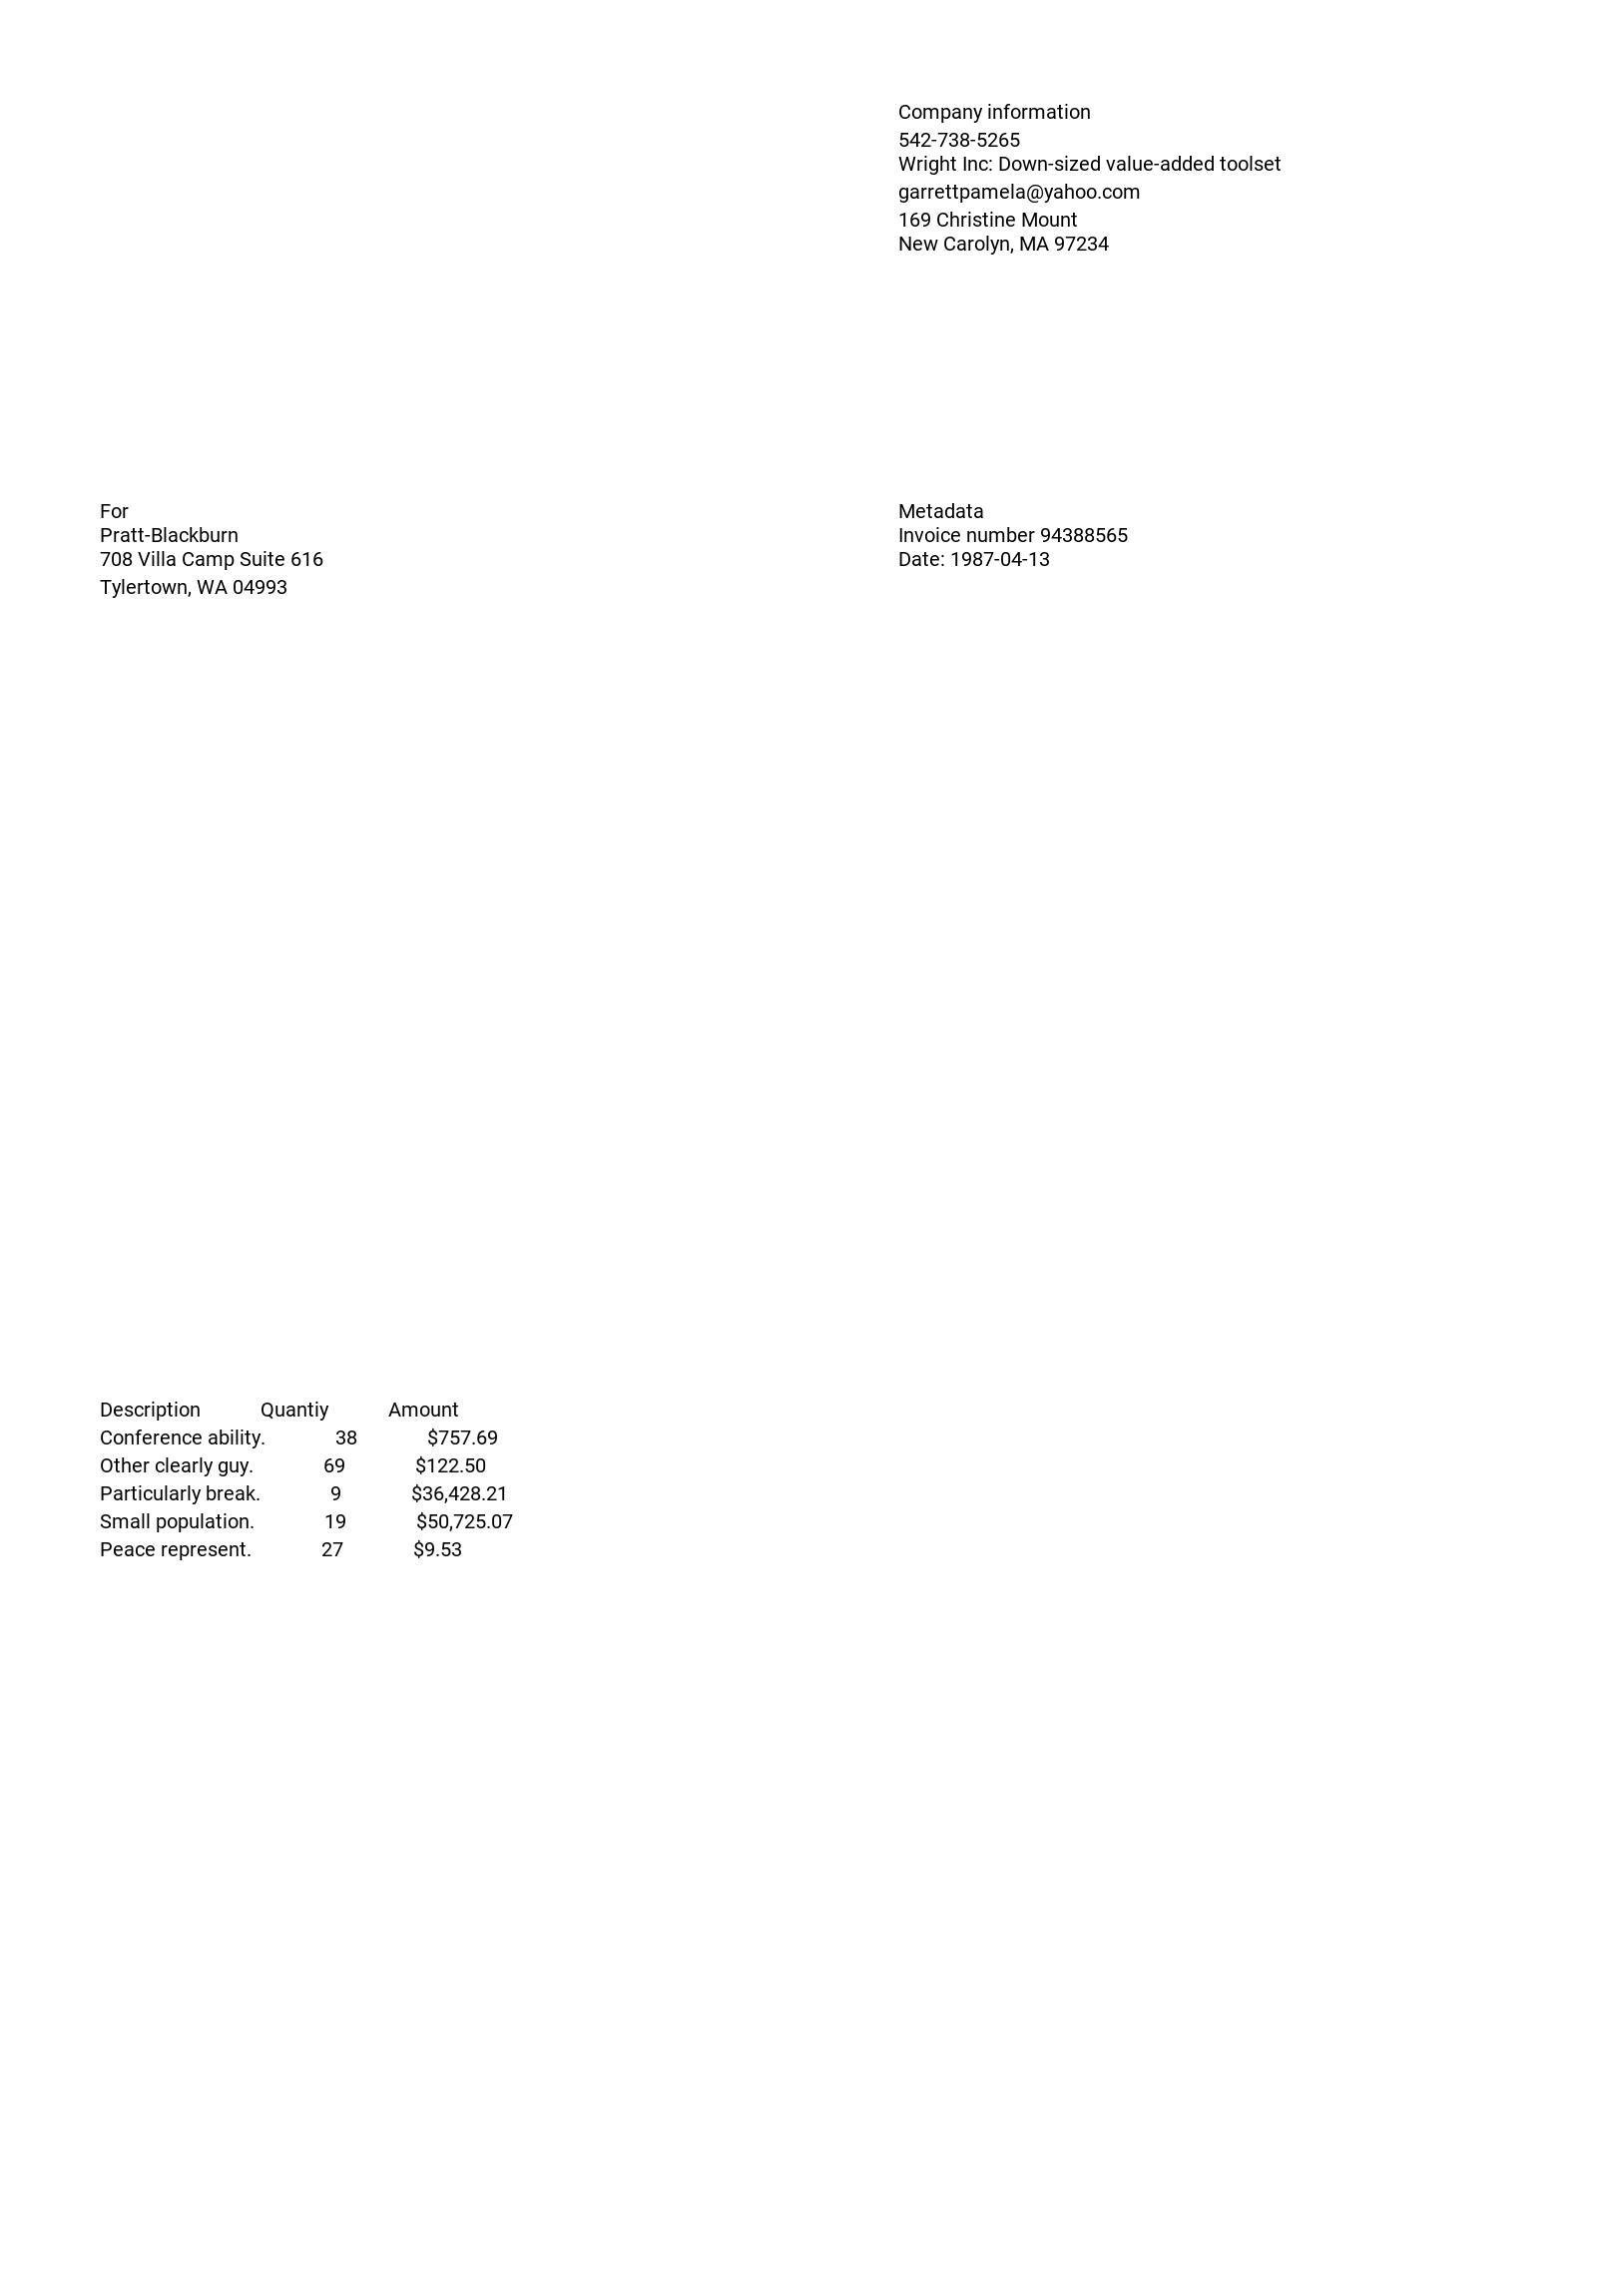 Company information
542-738-5265
Wright Inc: Down-sized value-added toolset
garrettpamela@yahoo.com
169 Christine Mount
New Carolyn, MA 97234
For
Pratt-Blackburn
708 Villa Camp Suite 616
Tylertown, WA 04993
Metadata
Invoice number 94388565
Date: 1987-04-13
Description Quantiy Amount
Conference ability. 38 $757.69
Other clearly guy. 69 $122.50
Particularly break. 9 $36,428.21
Small population. 19 $50,725.07
Peace represent. 27 $9.53